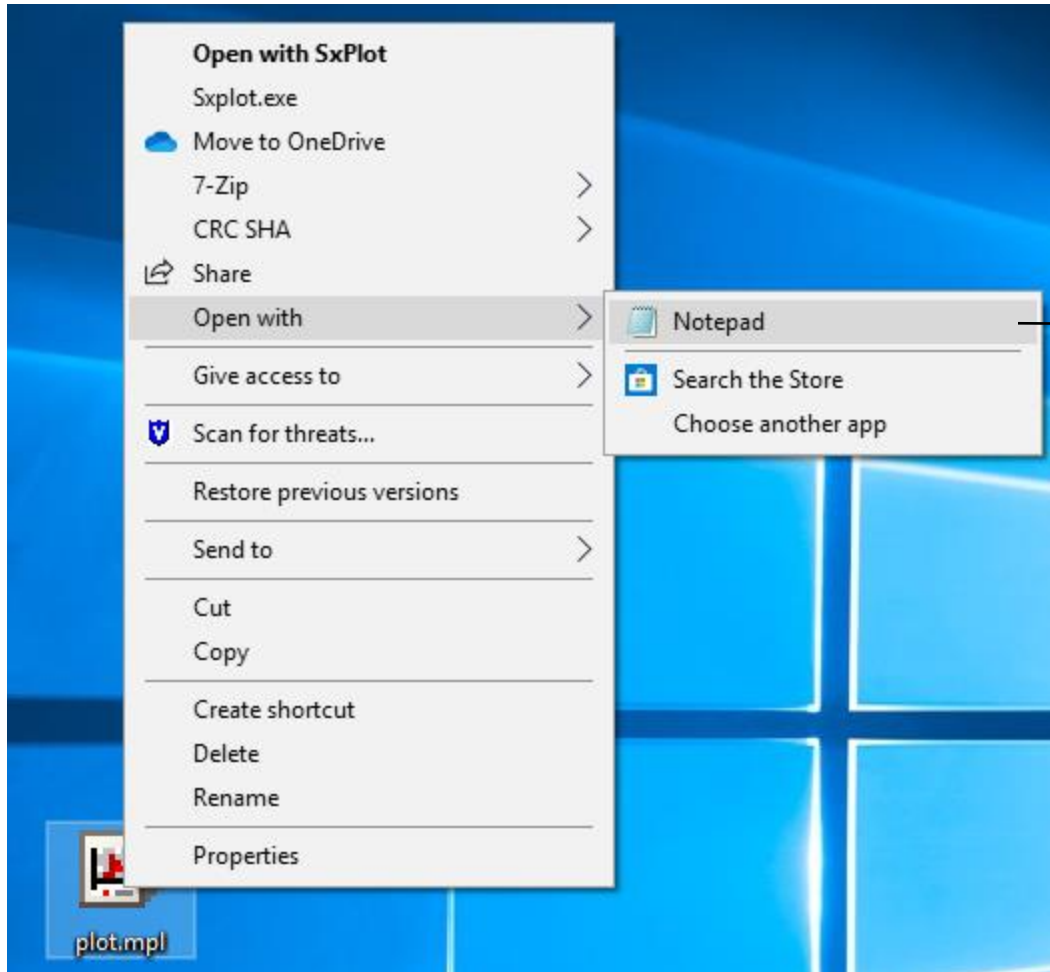 Open with SxPlot
Sxplot.exe
Move to OneDrive
7-Zip
CRC SHA
Share
Open with
Notepad
Search the Store
Choose another app
Give access to
Scan for threats...
Restore previous versions
Send to
Cut
Copy
Create shortcut
Delete
Rename
Properties
plot.mpl